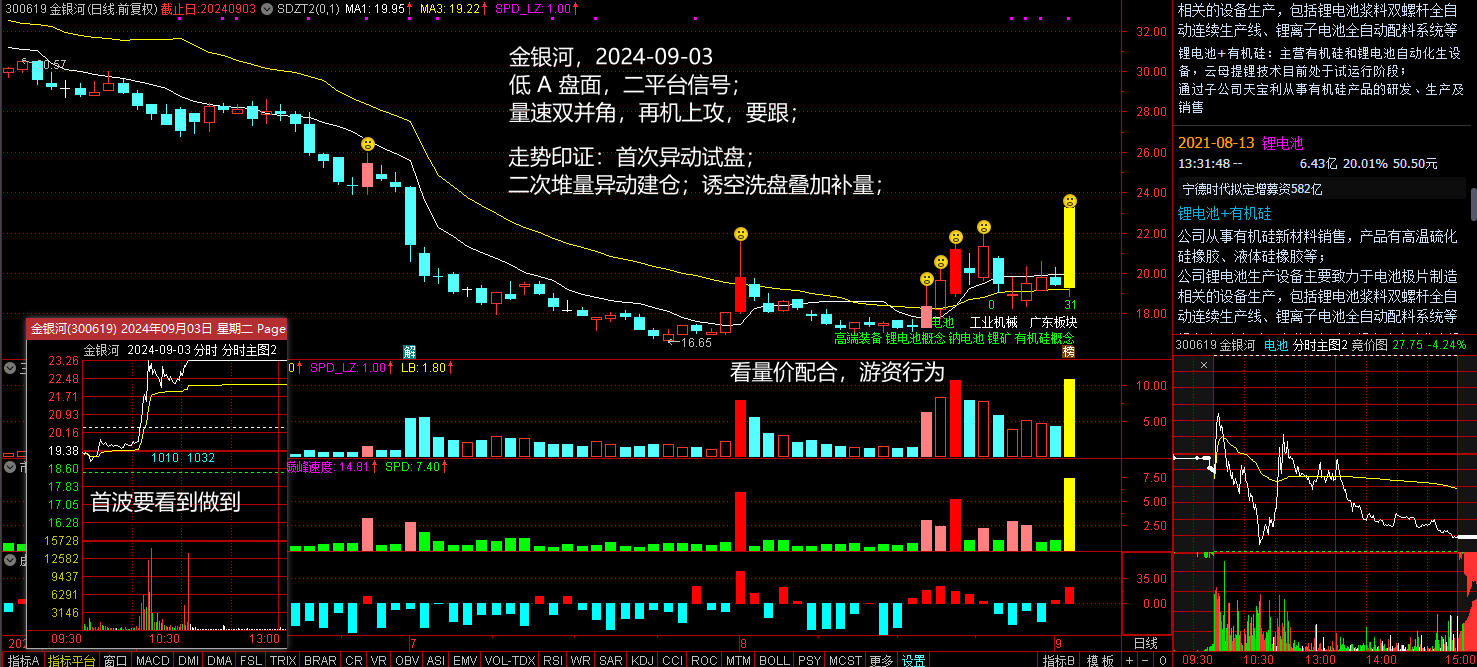 300619 金银河(日线.前复权) 截止日:20240903 SDZT2(0,1) MA1: 19.95↑ MA3: 19.22↑ SPD_LZ: 1.00↑
金银河，2024-09-03
低 A 盘面，二平台信号；
量速双并角，再机上攻，要跟；
走势印证：首次异动试盘；
二次堆量异动建仓；诱空洗盘叠加补量；
32.00
30.00
28.00
26.00
24.00
22.00
20.00
18.00
16.65
31
0
电池 工业机械 广东板块
高端装备 锂电池概念 钠电池 锂矿 有机硅概念
解
榜
SPD_LZ: 1.00↑ LB: 1.80↑
看量价配合，游资行为
10.00
5.00
巅峰速度: 14.81↑ SPD: 7.40↑
7.50
5.00
2.50
35.00
0.00
金银河(300619) 2024年09月03日 星期二 Page
金银河 2024-09-03 分时 分时主图2
23.26
22.48
21.71
20.93
20.16
19.38
18.60
17.83
17.05
16.28
15728
12582
9437
6291
3146
1010 1032
首波要看到做到
09:30 10:30 13:00
7 8 9 日线
指标A 指标平台 窗口 MACD DMI DMA FSL TRIX BRAR CR VR OBV ASI EMV VOL-TDX RSI WR SAR KDJ CCI ROC MTM BOLL PSY MCST 更多 设置 指标B 模板 + - 0
相关的设备生产，包括锂电池浆料双螺杆全自
动连续生产线、锂离子电池全自动配料系统等
锂电池+有机硅：主营有机硅和锂电池自动化生设
备，云母提锂技术目前处于试运行阶段；
通过子公司天宝利从事有机硅产品的研发、生产及
销售
2021-08-13 锂电池
13:31:48 -- 6.43亿 20.01% 50.50元
宁德时代拟定增募资582亿
锂电池+有机硅
公司从事有机硅新材料销售，产品有高温硫化
硅橡胶、液体硅橡胶等；
公司锂电池生产设备主要致力于电池极片制造
相关的设备生产，包括锂电池浆料双螺杆全自
动连续生产线、锂离子电池全自动配料系统等
300619 金银河 电池 分时主图2 竞价图 27.75 -4.24%
09:30 10:30 13:00 14:00 15:0